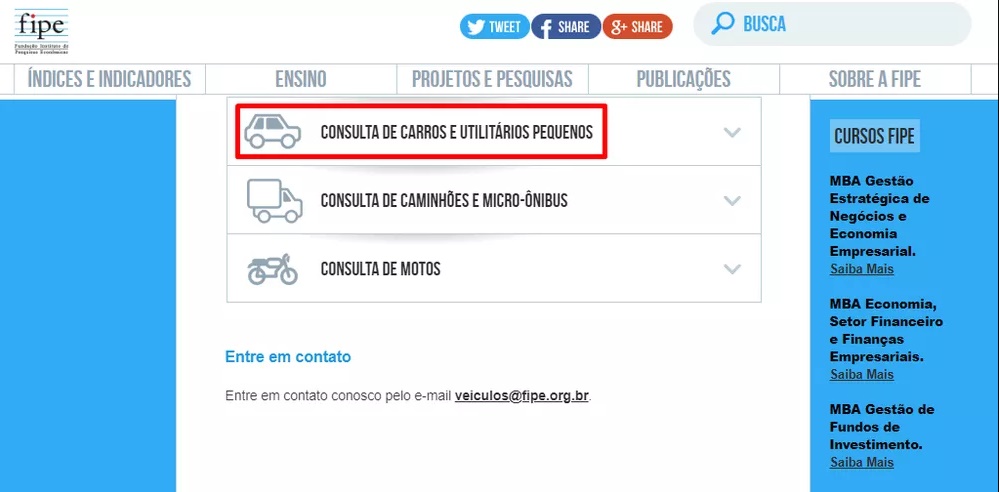 fipe
Fundação Instituto de
Pesquisas Econômicas
TWEET
SHARE
SHARE
BUSCA
ÍNDICES E INDICADORES
ENSINO
PROJETOS E PESQUISAS
PUBLICAÇÕES
SOBRE A FIPE
CONSULTA DE CARROS E UTILITÁRIOS PEQUENOS
CONSULTA DE CAMINHÕES E MICRO-ÔNIBUS
CONSULTA DE MOTOS
Entre em contato
Entre em contato conosco pelo e-mail veiculos@fipe.org.br.
CURSOS FIPE
MBA Gestão
Estratégica de
Negócios e
Economia
Empresarial.
Saiba Mais
MBA Economia,
Setor Financeiro
e Finanças
Empresariais.
Saiba Mais
MBA Gestão de
Fundos de
Investimento.
Saiba Mais